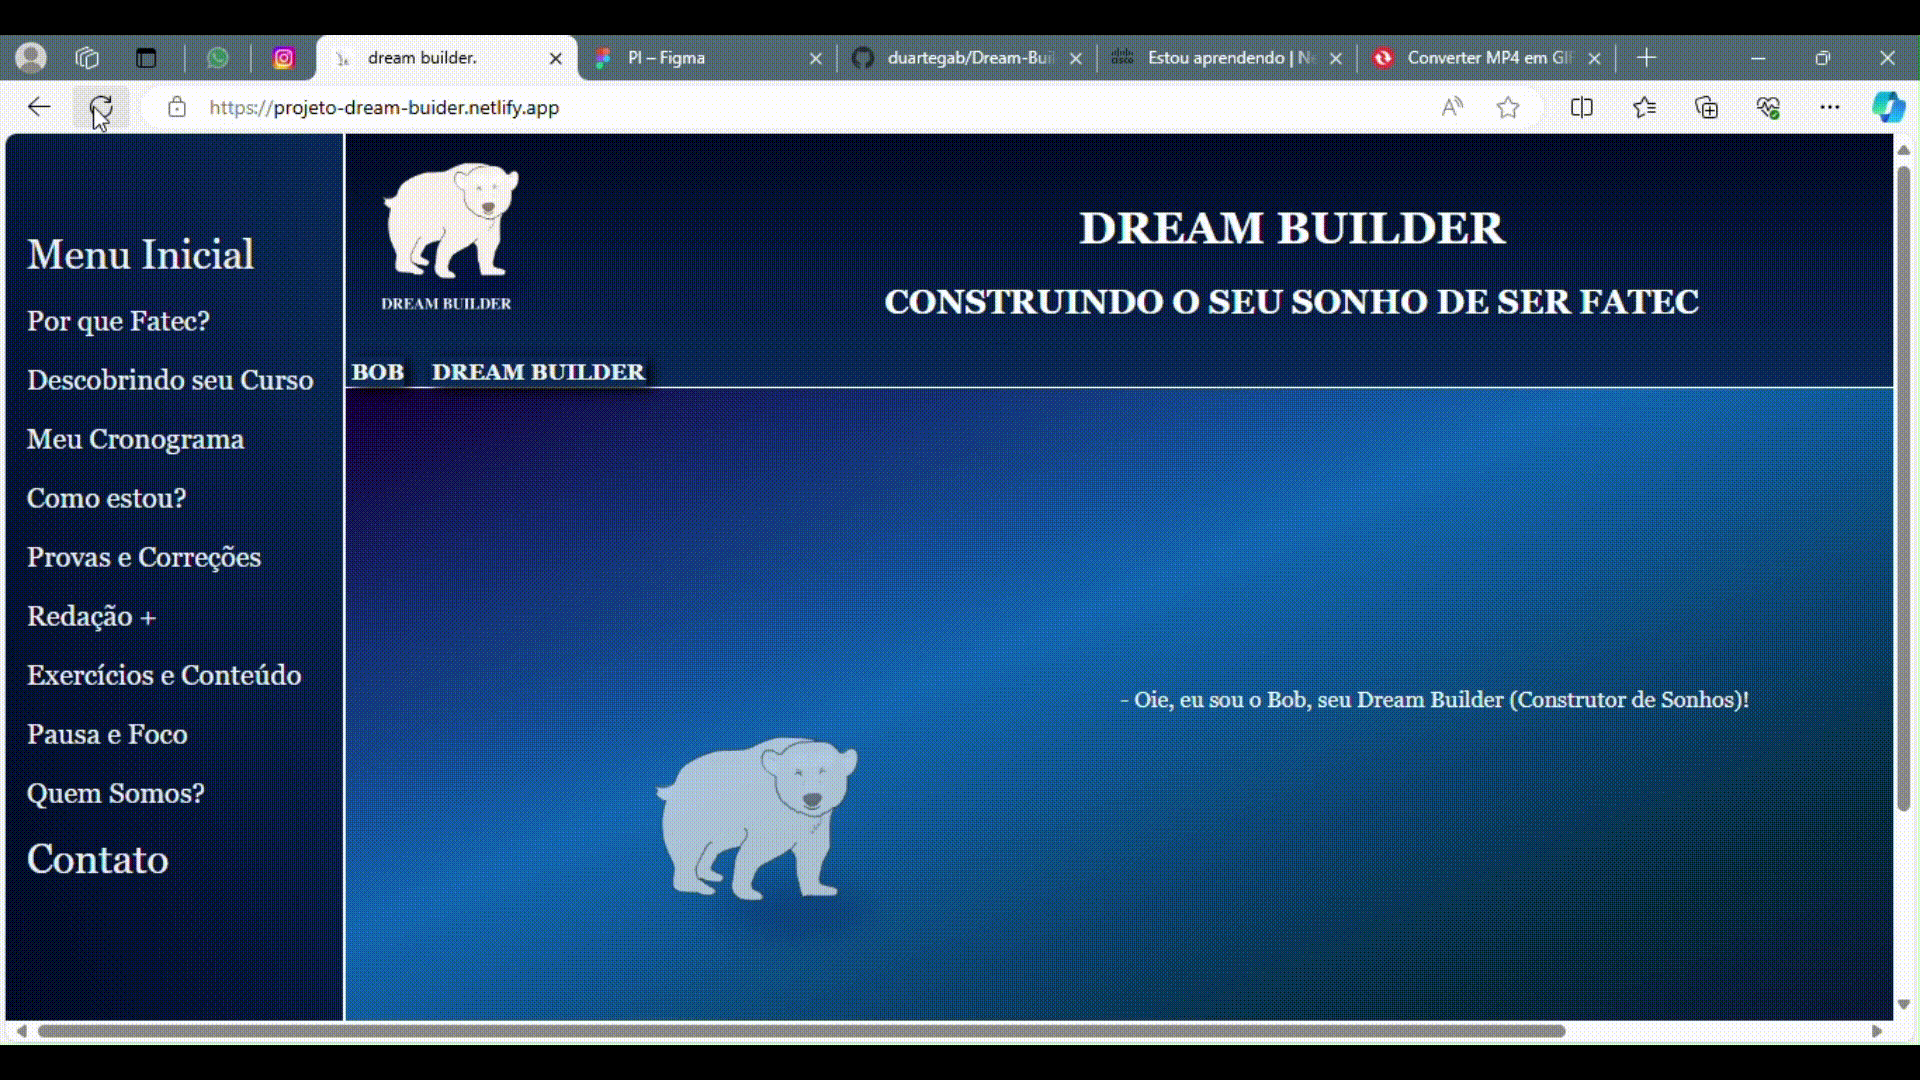 dream builder.
PI – Figma
duartegab/Dream-Buil
Estou aprendendo | Ne
Converter MP4 em GIF
https://projeto-dream-buider.netlify.app
Menu Inicial
Por que Fatec?
Descobrindo seu Curso
Meu Cronograma
Como estou?
Provas e Correções
Redação +
Exercícios e Conteúdo
Pausa e Foco
Quem Somos?
Contato
DREAM BUILDER
DREAM BUILDER
CONSTRUINDO O SEU SONHO DE SER FATEC
BOB DREAM BUILDER
- Oie, eu sou o Bob, seu Dream Builder (Construtor de Sonhos)!